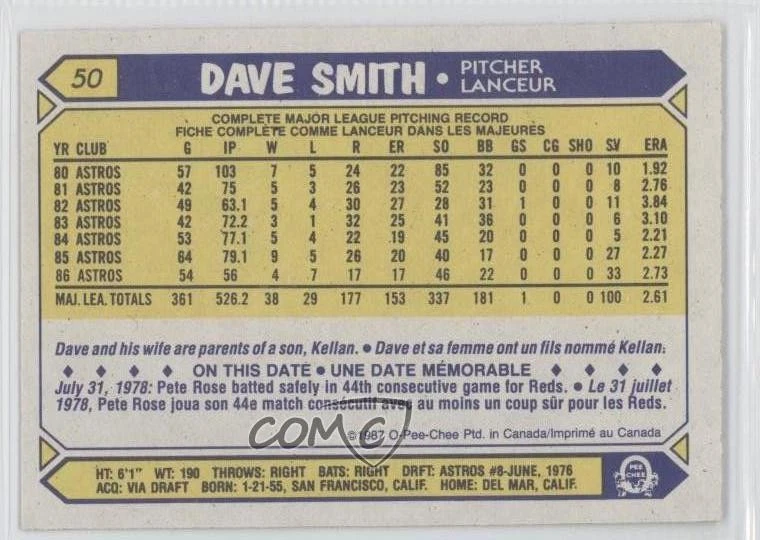 50 DAVE SMITH • PITCHER
LANCEUR
COMPLETE MAJOR LEAGUE PITCHING RECORD
FICHE COMPLÈTE COMME LANCEUR DANS LES MAJEURES
YR CLUB G IP W L R ER SO BB GS CG SHO SV ERA
80 ASTROS 57 103 7 5 24 22 85 32 0 0 0 10 1.92
81 ASTROS 42 75 5 3 26 23 52 23 0 0 0 8 2.76
82 ASTROS 49 63.1 5 4 30 27 28 31 1 0 0 11 3.84
83 ASTROS 42 72.2 3 1 32 25 41 36 0 0 0 6 3.10
84 ASTROS 53 77.1 5 4 22 19 45 20 0 0 0 5 2.21
85 ASTROS 64 79.1 9 5 26 20 40 17 0 0 0 27 2.27
86 ASTROS 54 56 4 7 17 17 46 22 0 0 0 33 2.73
MAJ. LEA. TOTALS 361 526.2 38 29 177 153 337 181 1 0 0 100 2.61
Dave and his wife are parents of a son, Kellan. • Dave et sa femme ont un fils nommé Kellan.
♦ ♦ ♦ ♦ ON THIS DATE • UNE DATE MÉMORABLE ♦ ♦ ♦ ♦
July 31, 1978: Pete Rose batted safely in 44th consecutive game for Reds. • Le 31 juillet
1978, Pete Rose joua son 44e match consécutif avec au moins un coup sûr pour les Reds.
COMC
©1987 O-Pee-Chee Ptd. in Canada/Imprimé au Canada
HT: 6'1" WT: 190 THROWS: RIGHT BATS: RIGHT DRFT: ASTROS #8-JUNE, 1976
ACQ: VIA DRAFT BORN: 1-21-55, SAN FRANCISCO, CALIF. HOME: DEL MAR, CALIF.
PEE
CHEE